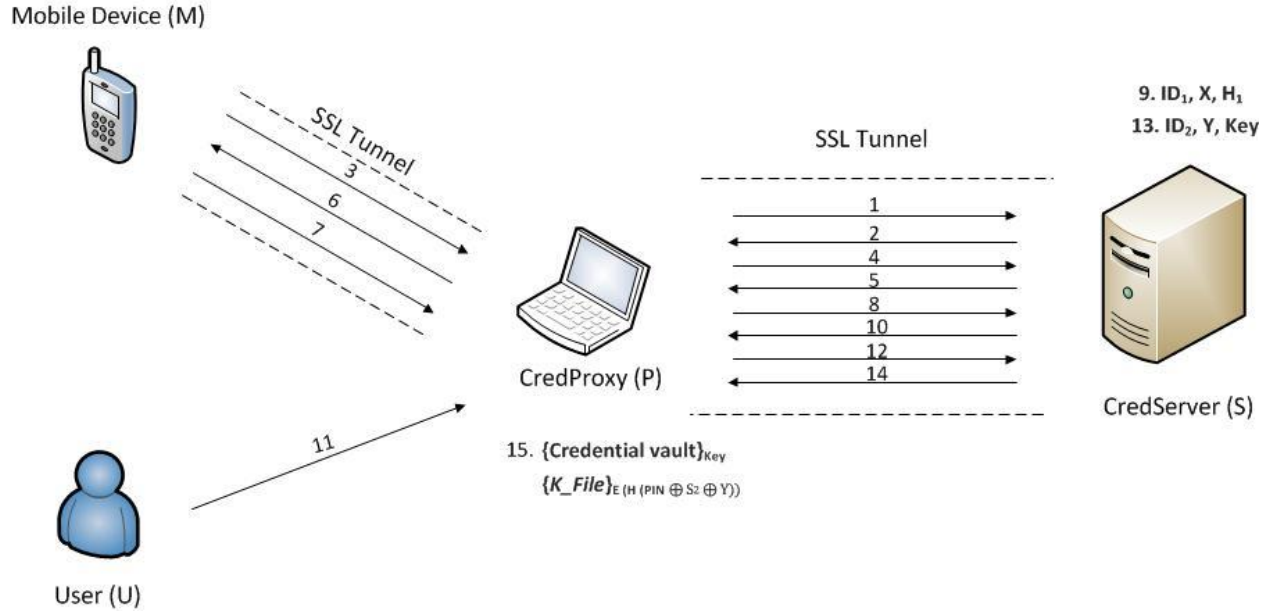 Mobile Device (M)
9. ID₁, X, H₁
13. ID₂, Y, Key
SSL Tunnel
SSL Tunnel
3
6
7
1
2
4
5
8
10
12
14
CredProxy (P)
CredServer (S)
11
15. {Credential vault}Key
{K_File}E (H (PIN ⊕ S₂ ⊕ Y))
User (U)